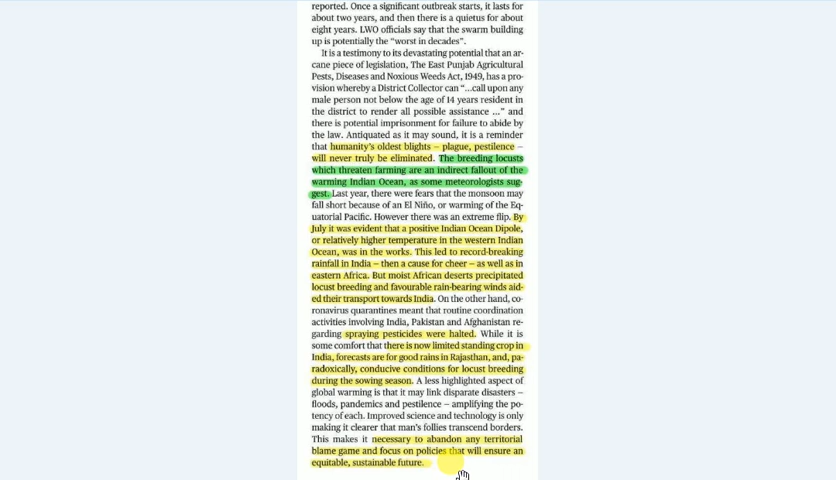 reported. Once a significant outbreak starts, it lasts for
about two years, and then there is a quietus for about
eight years. LWO officials say that the swarm building
up is potentially the “worst in decades”.
It is a testimony to its devastating potential that an ar-
cane piece of legislation, The East Punjab Agricultural
Pests, Diseases and Noxious Weeds Act, 1949, has a pro-
vision whereby a District Collector can “...call upon any
male person not below the age of 14 years resident in
the district to render all possible assistance ...” and
there is potential imprisonment for failure to abide by
the law. Antiquated as it may sound, it is a reminder
that humanity’s oldest blights – plague, pestilence –
will never truly be eliminated. The breeding locusts
which threaten farming are an indirect fallout of the
warming Indian Ocean, as some meteorologists sug-
gest. Last year, there were fears that the monsoon may
fall short because of an El Niño, or warming of the Eq-
uatorial Pacific. However there was an extreme flip. By
July it was evident that a positive Indian Ocean Dipole,
or relatively higher temperature in the western Indian
Ocean, was in the works. This led to record-breaking
rainfall in India – then a cause for cheer – as well as in
eastern Africa. But moist African deserts precipitated
locust breeding and favourable rain-bearing winds aid-
ed their transport towards India. On the other hand, co-
ronavirus quarantines meant that routine coordination
activities involving India, Pakistan and Afghanistan re-
garding spraying pesticides were halted. While it is
some comfort that there is now limited standing crop in
India, forecasts are for good rains in Rajasthan, and, pa-
radoxically, conducive conditions for locust breeding
during the sowing season. A less highlighted aspect of
global warming is that it may link disparate disasters –
floods, pandemics and pestilence – amplifying the po-
tency of each. Improved science and technology is only
making it clearer that man’s follies transcend borders.
This makes it necessary to abandon any territorial
blame game and focus on policies that will ensure an
equitable, sustainable future.